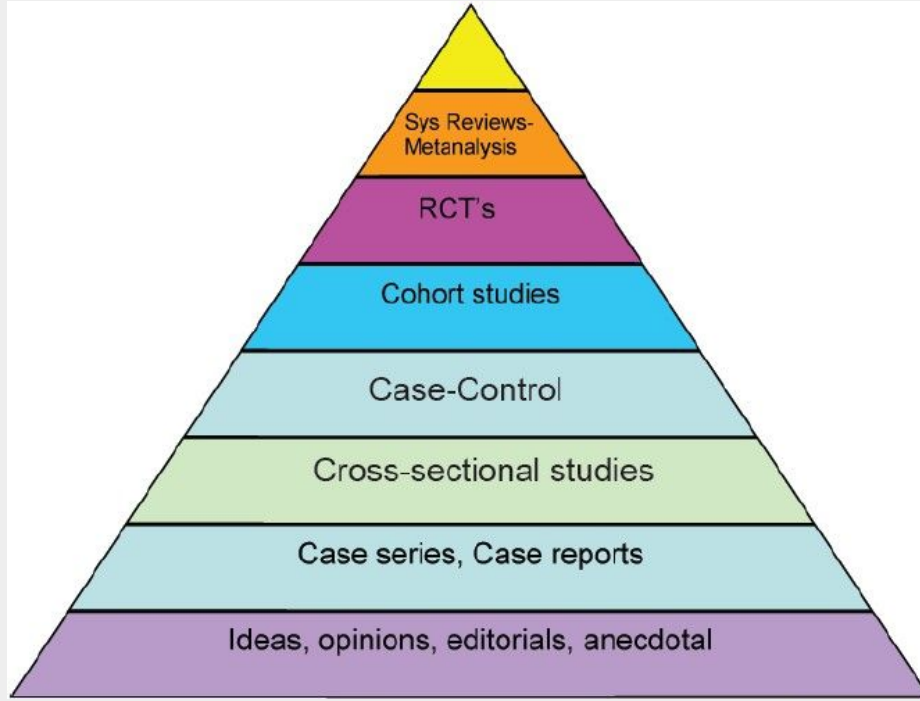 Sys Reviews-
Metanalysis
RCT's
Cohort studies
Case-Control
Cross-sectional studies
Case series, Case reports
Ideas, opinions, editorials, anecdotal